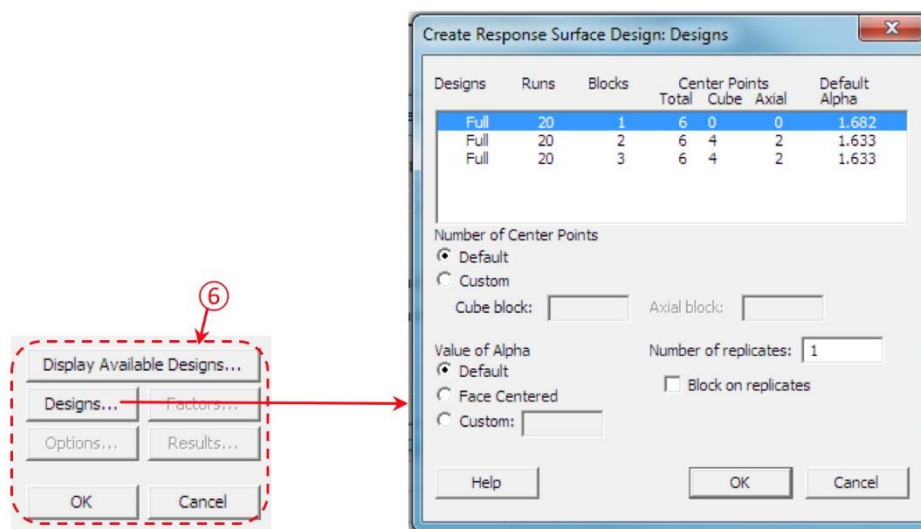 ⑥
Display Available Designs...
Designs... Factors...
Options... Results...
OK Cancel
Create Response Surface Design: Designs
Designs Runs Blocks Center Points Default
Total Cube Axial Alpha
Full 20 1 6 0 0 1.682
Full 20 2 6 4 2 1.633
Full 20 3 6 4 2 1.633
Number of Center Points
Default
Custom
Cube block: Axial block:
Value of Alpha Number of replicates: 1
Default
Block on replicates
Face Centered
Custom:
Help OK Cancel